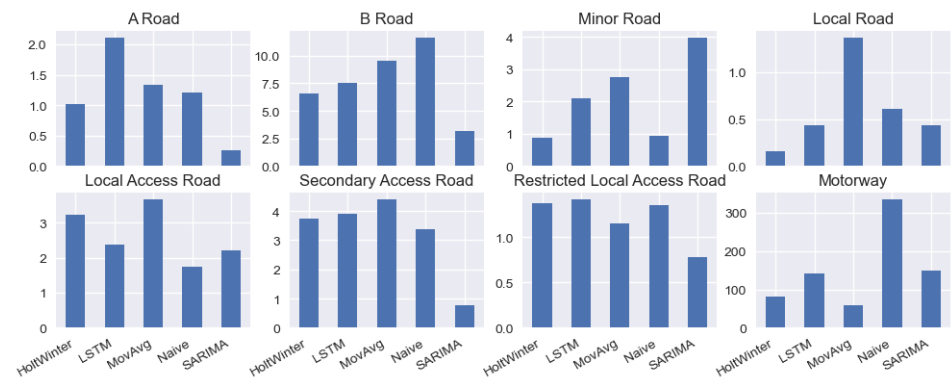 A Road
B Road
Minor Road
Local Road
2.0
1.5
1.0
0.5
0.0
10.0
7.5
5.0
2.5
0.0
4
3
2
1
0
1.0
0.5
0.0
Local Access Road
Secondary Access Road
Restricted Local Access Road
Motorway
3
2
1
0
4
3
2
1
0
1.0
0.5
0.0
300
200
100
0
HoltWinter
LSTM
MovAvg
Naive
SARIMA
HoltWinter
LSTM
MovAvg
Naive
SARIMA
HoltWinter
LSTM
MovAvg
Naive
SARIMA
HoltWinter
LSTM
MovAvg
Naive
SARIMA